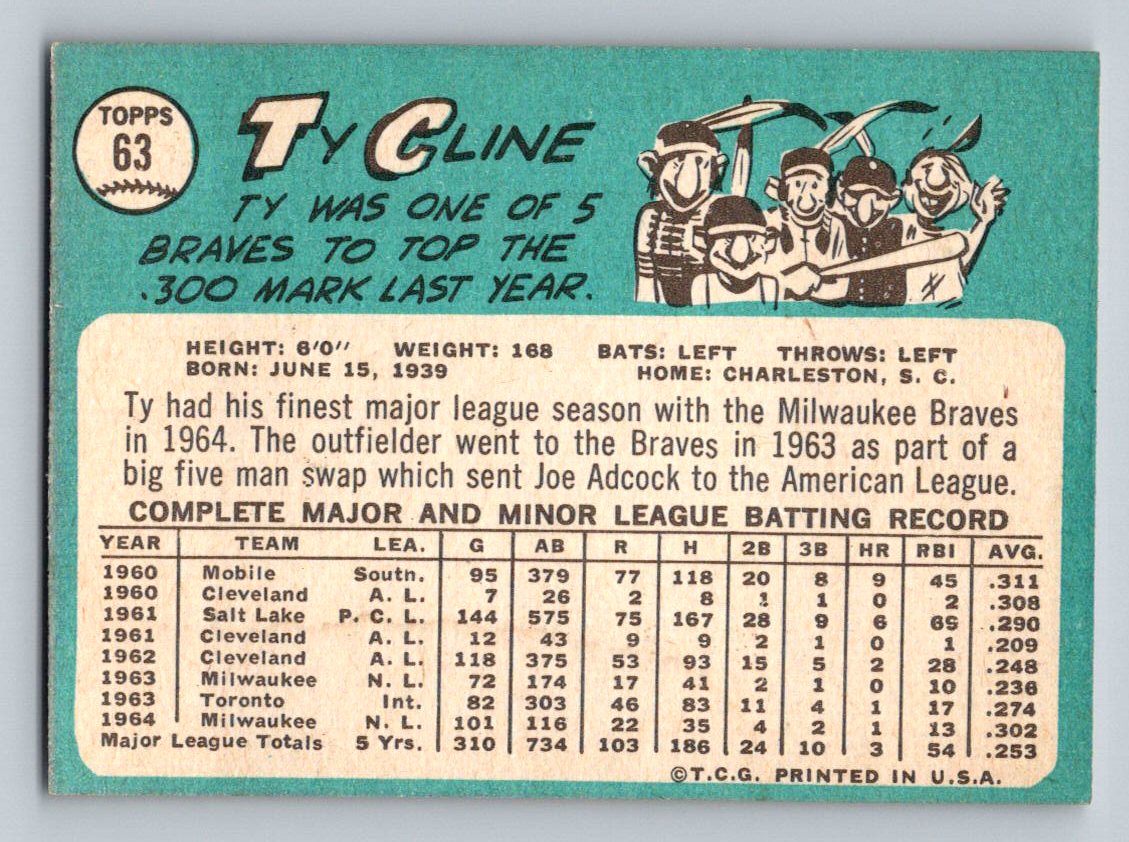 TOPPS
63
TY CLINE
TY WAS ONE OF 5
BRAVES TO TOP THE
.300 MARK LAST YEAR.
HEIGHT: 6'0" WEIGHT: 168 BATS: LEFT THROWS: LEFT
BORN: JUNE 15, 1939 HOME: CHARLESTON, S. C.
Ty had his finest major league season with the Milwaukee Braves
in 1964. The outfielder went to the Braves in 1963 as part of a
big five man swap which sent Joe Adcock to the American League.
COMPLETE MAJOR AND MINOR LEAGUE BATTING RECORD
YEAR TEAM LEA. G AB R H 2B 3B HR RBI AVG.
1960 Mobile South. 95 379 77 118 20 8 9 45 .311
1960 Cleveland A. L. 7 26 2 8 1 1 0 2 .308
1961 Salt Lake P. C. L. 144 575 75 167 28 9 6 69 .290
1961 Cleveland A. L. 12 43 9 9 2 1 0 1 .209
1962 Cleveland A. L. 118 375 53 93 15 5 2 28 .248
1963 Milwaukee N. L. 72 174 17 41 2 1 0 10 .236
1963 Toronto Int. 82 303 46 83 11 4 1 17 .274
1964 Milwaukee N. L. 101 116 22 35 4 2 1 13 .302
Major League Totals 5 Yrs. 310 734 103 186 24 10 3 54 .253
©T.C.G. PRINTED IN U.S.A.